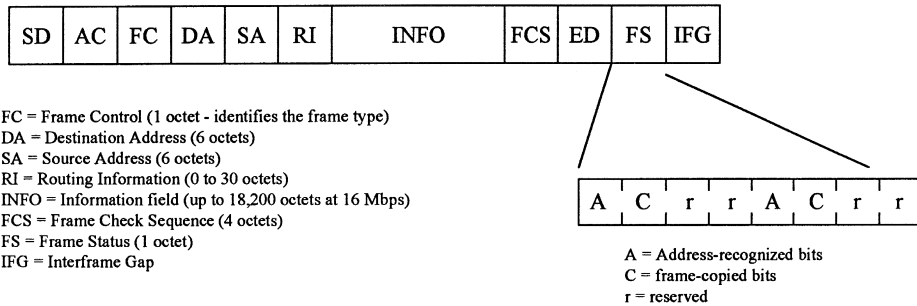 SD AC FC DA SA RI INFO FCS ED FS IFG
FC = Frame Control (1 octet - identifies the frame type)
DA = Destination Address (6 octets)
SA = Source Address (6 octets)
RI = Routing Information (0 to 30 octets)
INFO = Information field (up to 18,200 octets at 16 Mbps)
FCS = Frame Check Sequence (4 octets)
FS = Frame Status (1 octet)
IFG = Interframe Gap
A C r r A C r r
A = Address-recognized bits
C = frame-copied bits
r = reserved